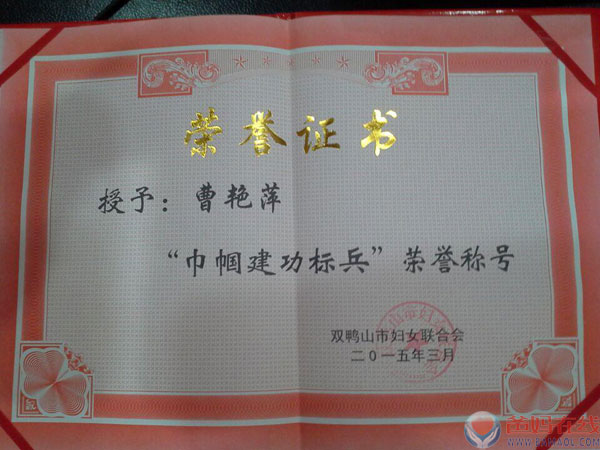 荣誉证书
授予：曹艳萍
“巾帼建功标兵”荣誉称号
双鸭山市妇女联合会
二〇一五年三月